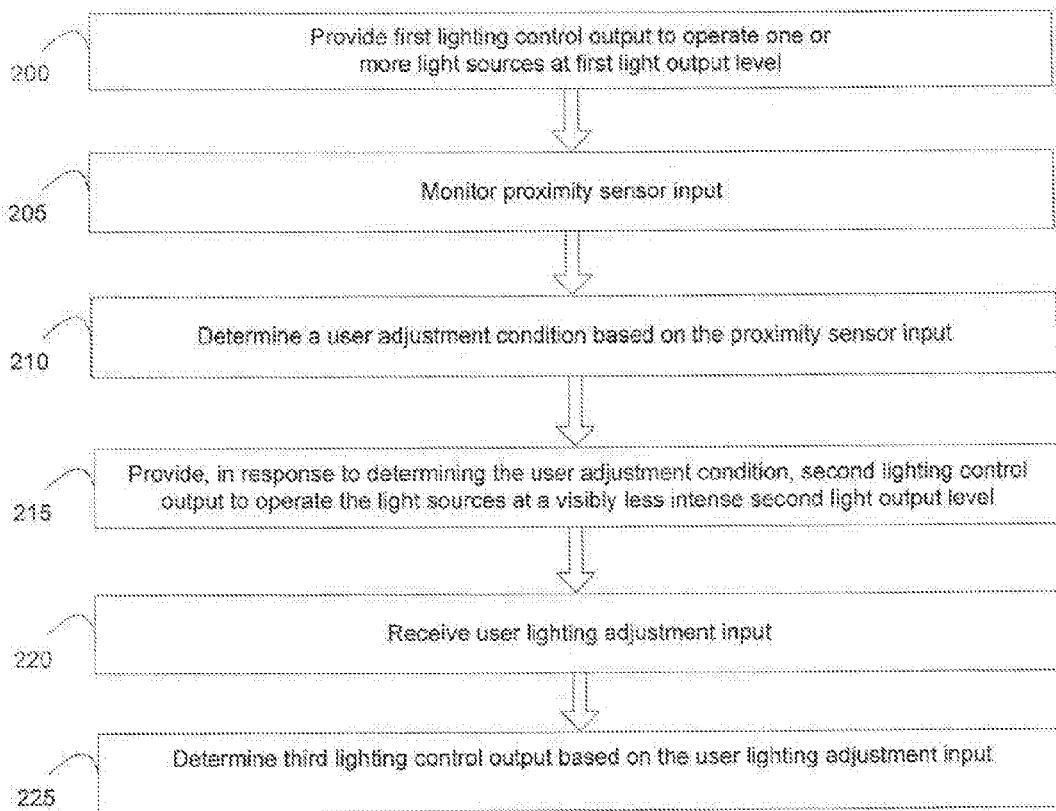 Provide first lighting control output to operate one or
more light sources at first light output level
200
Monitor proximity sensor input
205
Determine a user adjustment condition based on the proximity sensor input
210
Provide, in response to determining the user adjustment condition, second lighting control
output to operate the light sources at a visibly less intense second light output level
215
Receive user lighting adjustment input
220
Determine third lighting control output based on the user lighting adjustment input
225